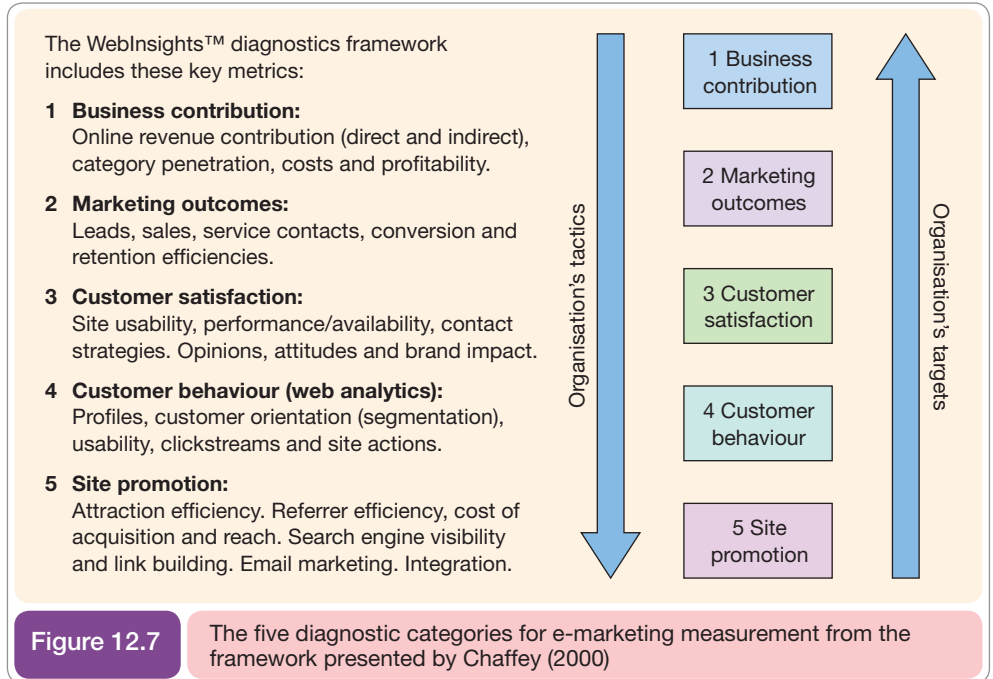 The WebInsights™ diagnostics framework
includes these key metrics:
1 Business contribution:
Online revenue contribution (direct and indirect),
category penetration, costs and profitability.
2 Marketing outcomes:
Leads, sales, service contacts, conversion and
retention efficiencies.
3 Customer satisfaction:
Site usability, performance/availability, contact
strategies. Opinions, attitudes and brand impact.
4 Customer behaviour (web analytics):
Profiles, customer orientation (segmentation),
usability, clickstreams and site actions.
5 Site promotion:
Attraction efficiency. Referrer efficiency, cost of
acquisition and reach. Search engine visibility
and link building. Email marketing. Integration.
Organisation's tactics
1 Business
contribution
2 Marketing
outcomes
3 Customer
satisfaction
4 Customer
behaviour
5 Site
promotion
Organisation's targets
Figure 12.7
The five diagnostic categories for e-marketing measurement from the
framework presented by Chaffey (2000)